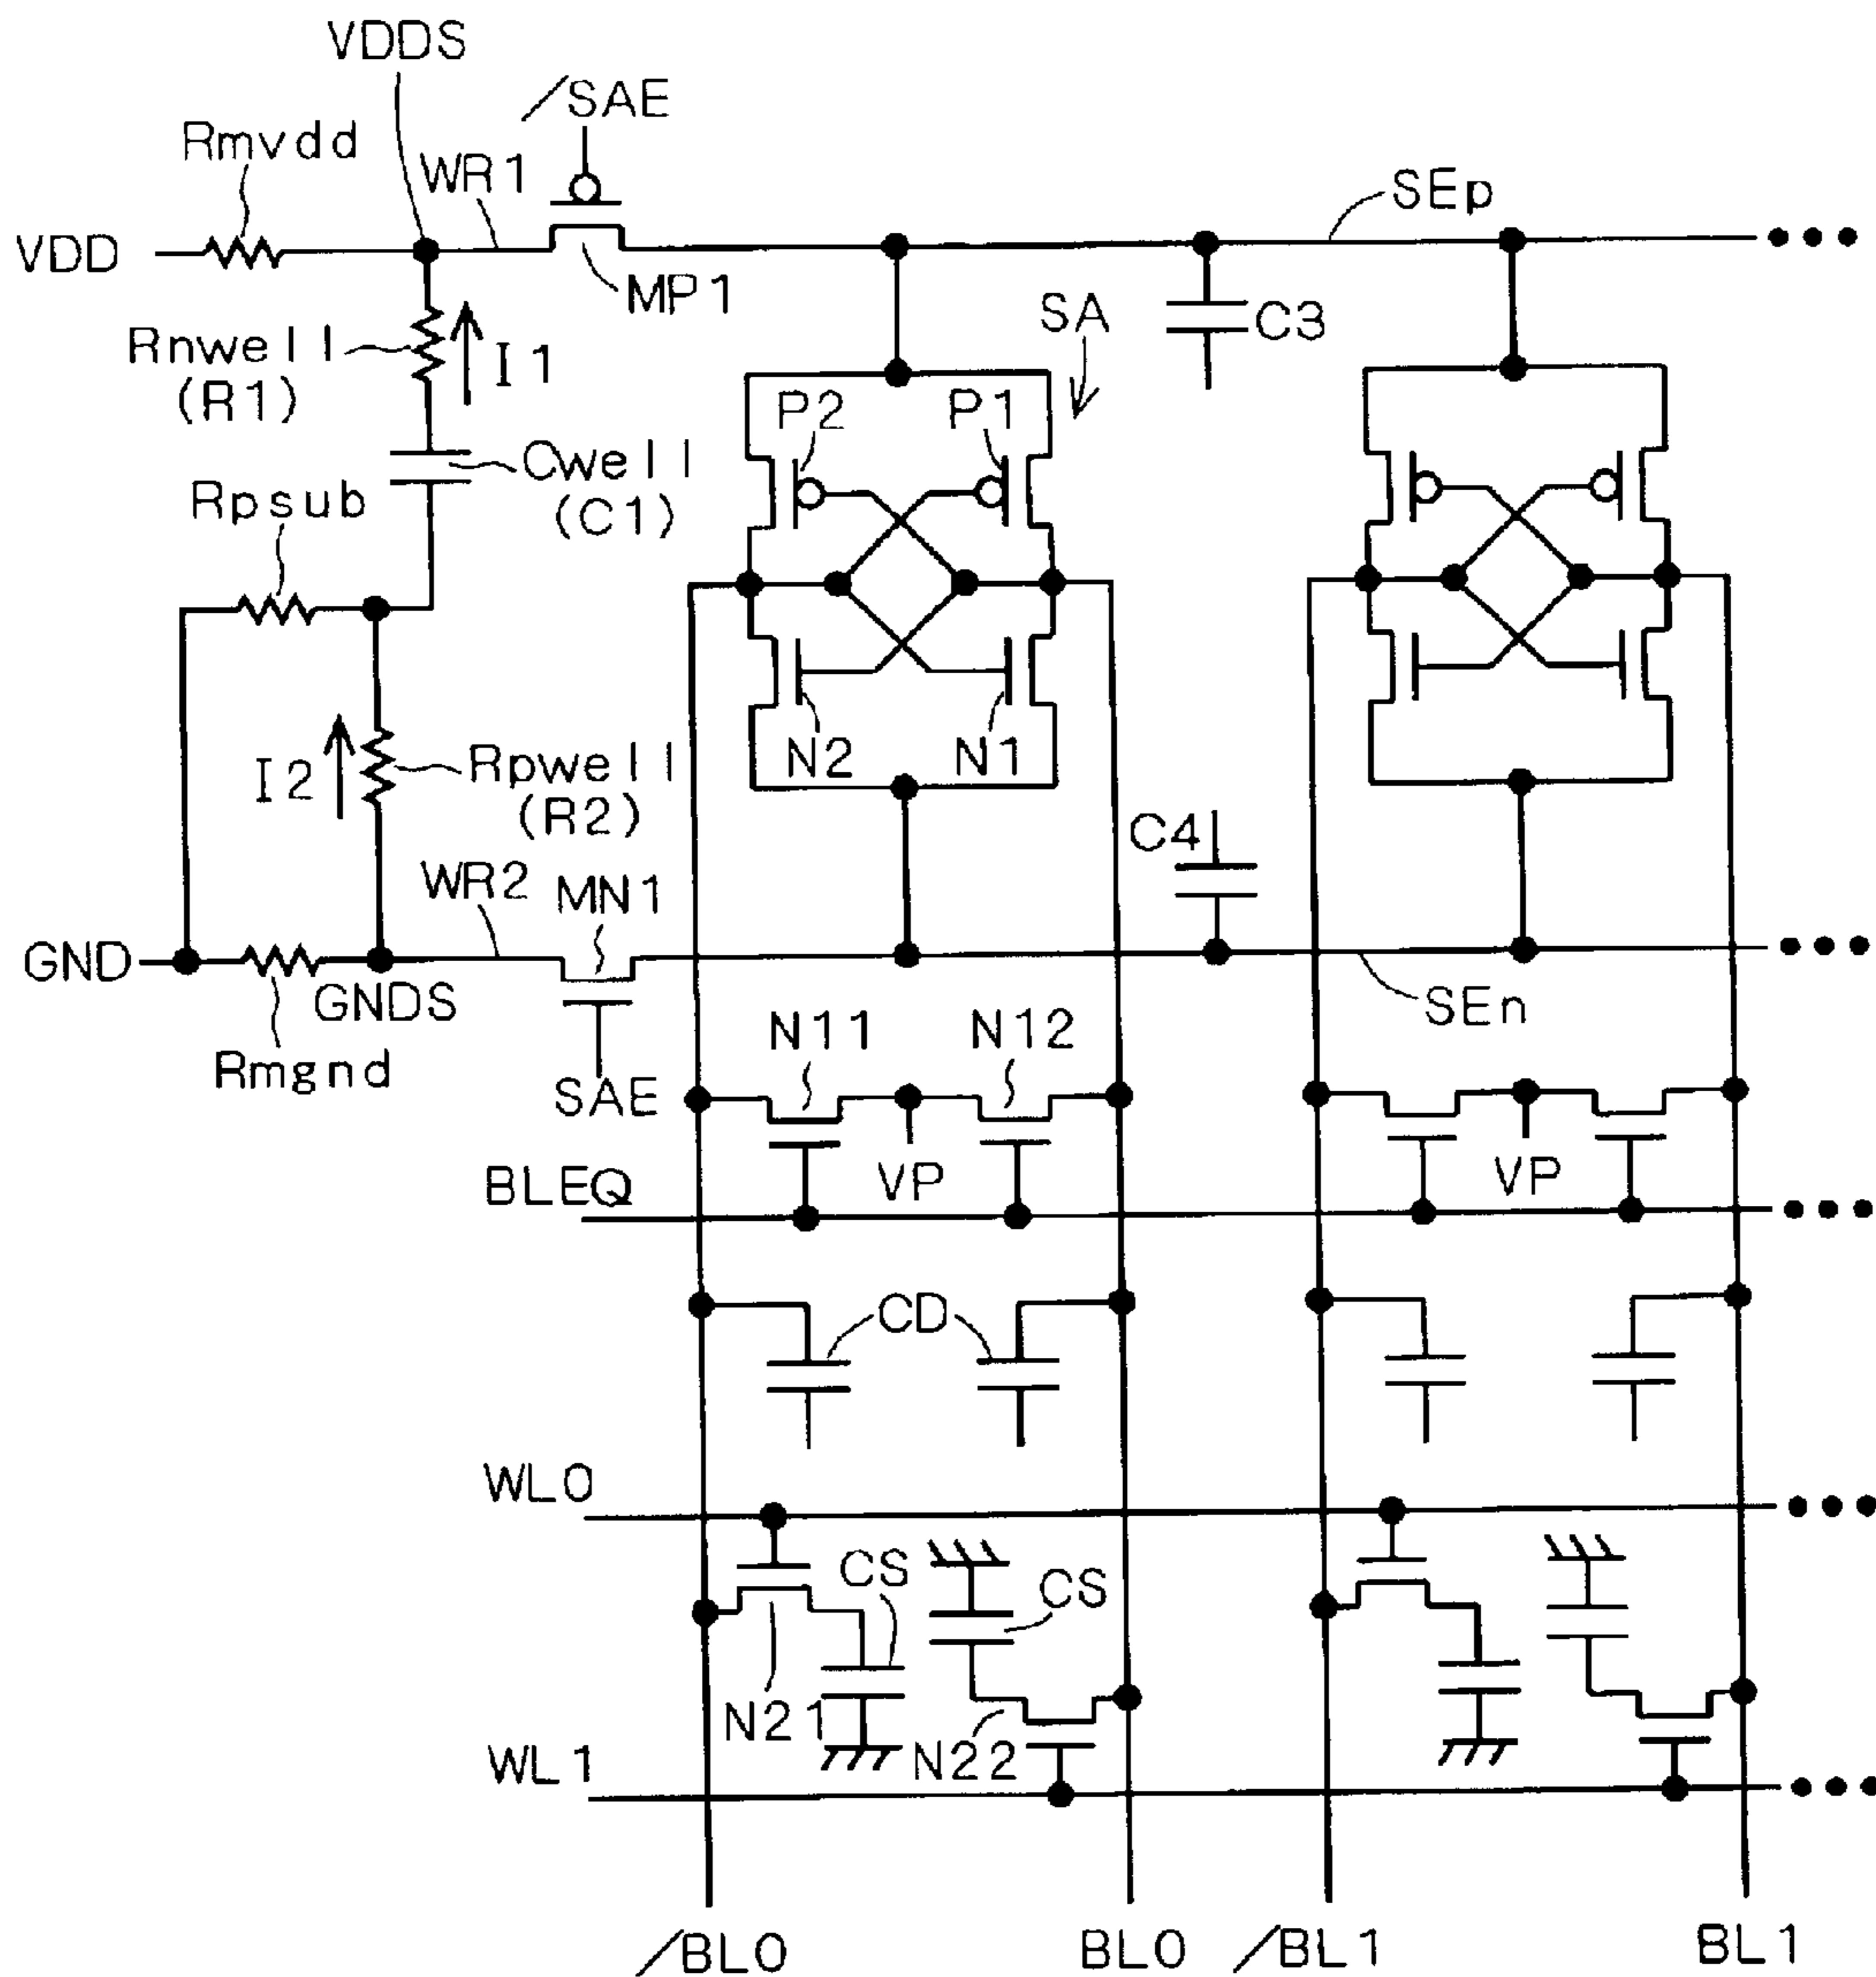 VDDS
/SAE
Rmvdd
WR1
SEp
VDD
MP1
SA
C3
Rnwell
(R1)
I1
P2
P1
Cwell
(C1)
Rpsub
I2
Rpwell
(R2)
N2
N1
C4
WR2
MN1
GND
GNDS
SEn
Rmgnd
SAE
N11
N12
VP
VP
BLEQ
CD
WL0
CS
CS
N21
N22
WL1
/BL0
BL0
/BL1
BL1